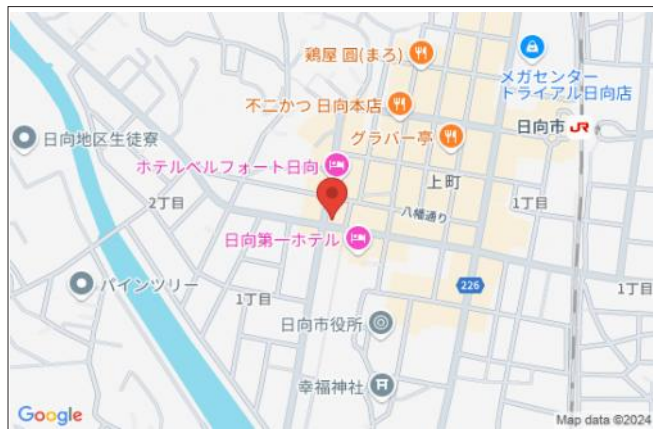 鶏屋 圓(まろ)
メガセンター
トライアル日向店
不二かつ 日向本店
日向市 JR
グラバー亭
日向地区生徒寮
ホテルベルフォート日向
上町
2丁目
八幡通り
1丁目
日向第一ホテル
パインツリー
226
1丁目
1丁目
日向市役所
幸福神社
Google
Map data ©2024